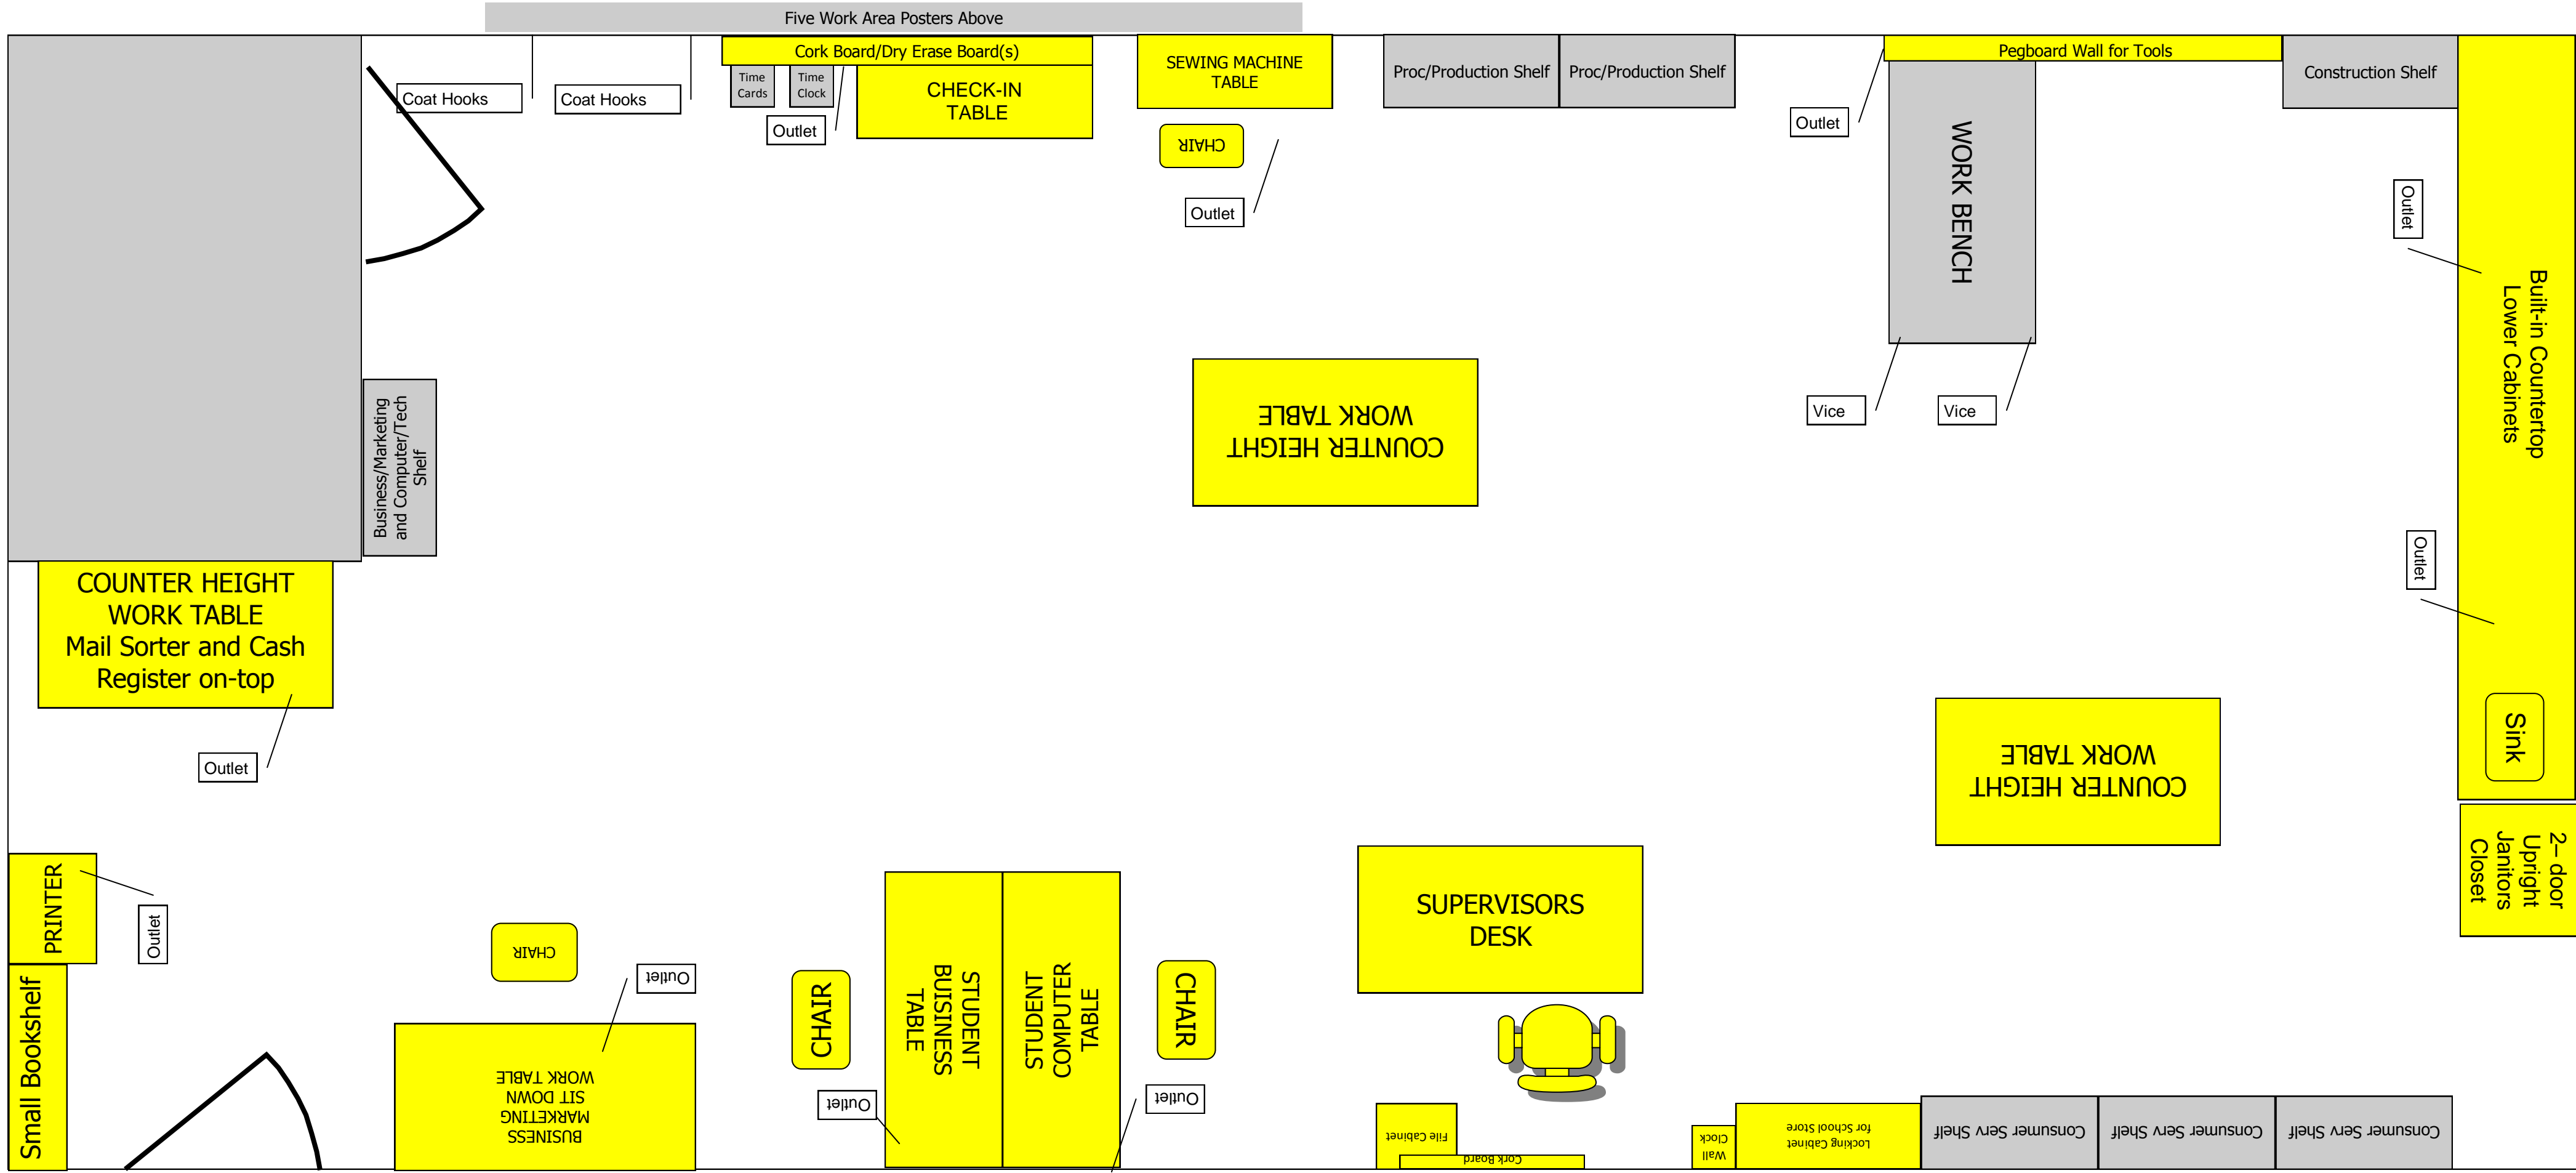 Five Work Area Posters Above
Cork Board/Dry Erase Board(s)
Pegboard Wall for Tools
Coat Hooks
Coat Hooks
Time
Cards
Time
Clock
Outlet
CHECK-IN
TABLE
SEWING MACHINE
TABLE
CHAIR
Outlet
Proc/Production Shelf
Proc/Production Shelf
Outlet
WORK BENCH
Vice
Vice
Construction Shelf
Outlet
Built-in Countertop
Lower Cabinets
Outlet
Sink
2– door
Upright
Janitors
Closet
Business/Marketing
and Computer/Tech
Shelf
COUNTER HEIGHT
WORK TABLE
COUNTER HEIGHT
WORK TABLE
Mail Sorter and Cash
Register on-top
Outlet
COUNTER HEIGHT
WORK TABLE
PRINTER
Outlet
Small Bookshelf
CHAIR
Outlet
BUSINESS
MARKETING
SIT DOWN
WORK TABLE
CHAIR
Outlet
STUDENT
BUISINESS
TABLE
STUDENT
COMPUTER
TABLE
CHAIR
Outlet
SUPERVISORS
DESK
File Cabinet
Cork Board
Wall
Clock
Locking Cabinet
for School Store
Consumer Serv Shelf
Consumer Serv Shelf
Consumer Serv Shelf